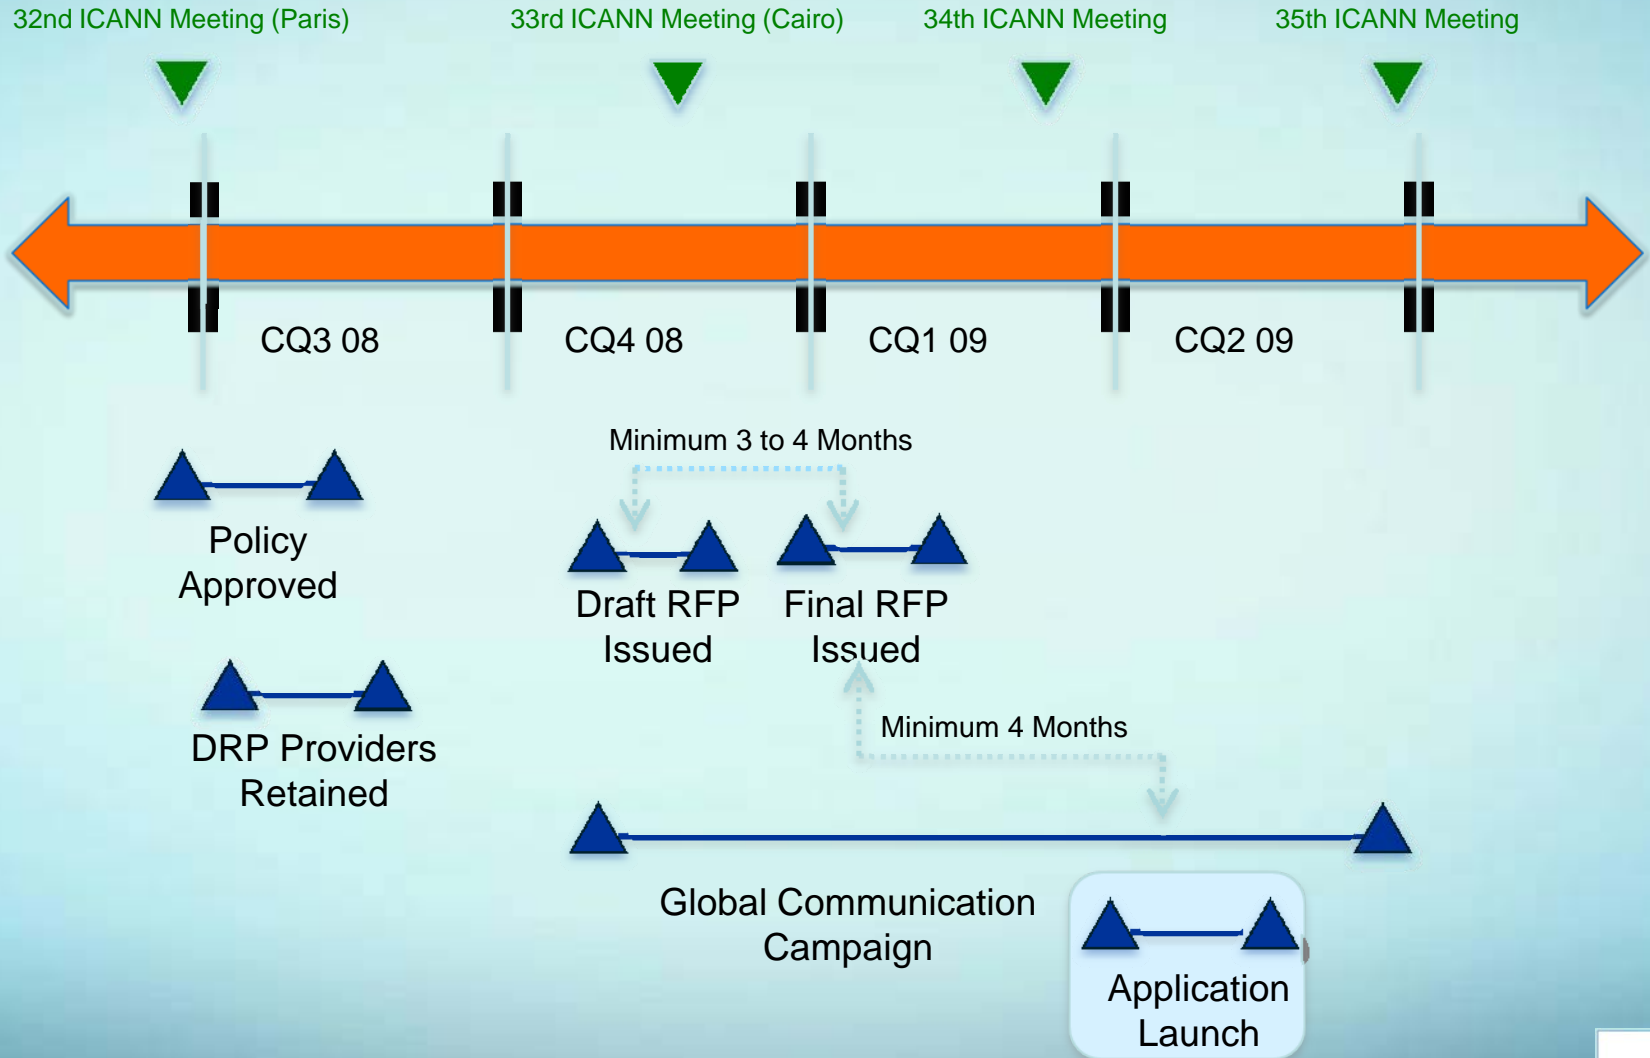 32nd ICANN Meeting (Paris)
33rd ICANN Meeting (Cairo)
34th ICANN Meeting
35th ICANN Meeting
CQ3 08
CQ4 08
CQ1 09
CQ2 09
Minimum 3 to 4 Months
Policy
Approved
Draft RFP
Issued
Final RFP
Issued
DRP Providers
Retained
Minimum 4 Months
Global Communication
Campaign
Application
Launch